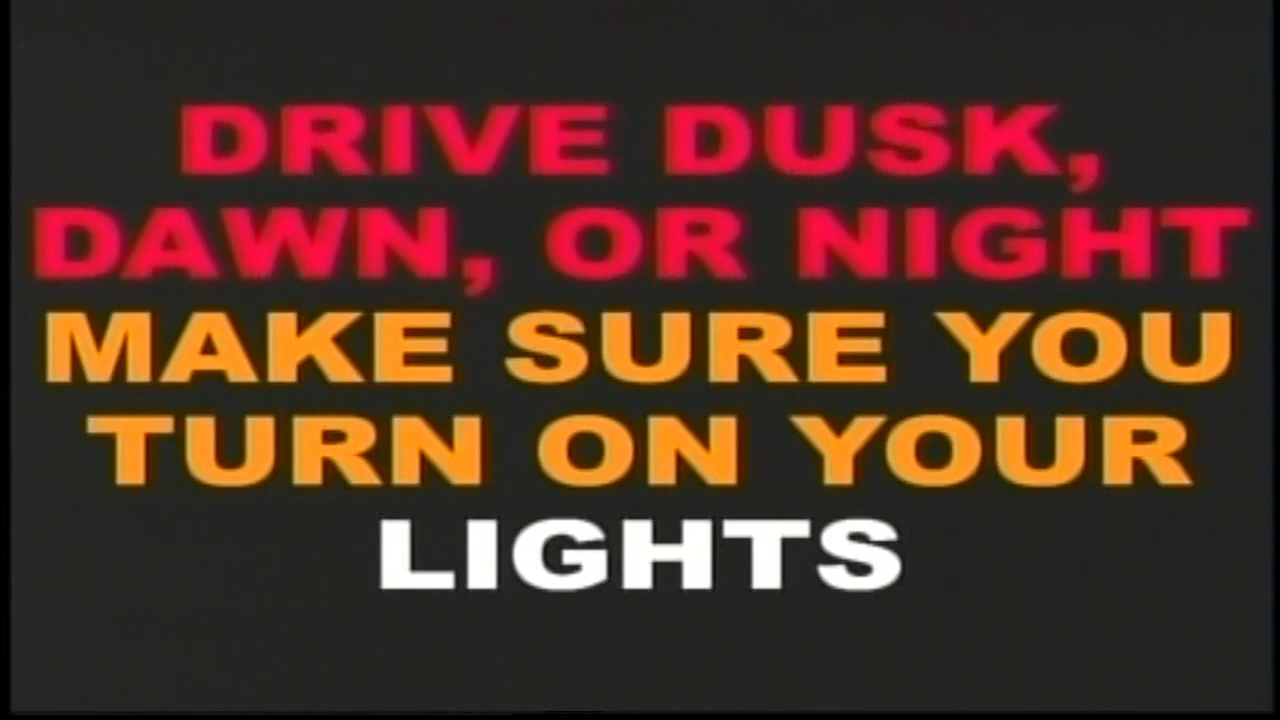 DRIVE DUSK,
DAWN, OR NIGHT
MAKE SURE YOU
TURN ON YOUR
LIGHTS